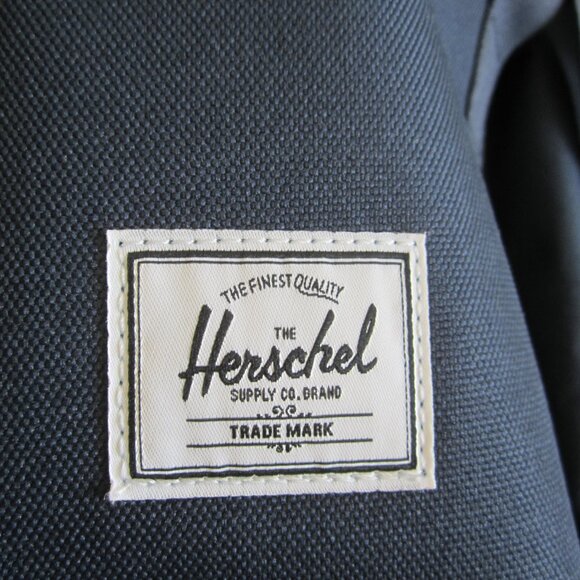 THE FINEST QUALITY
THE
Herschel
SUPPLY CO. BRAND
TRADE MARK